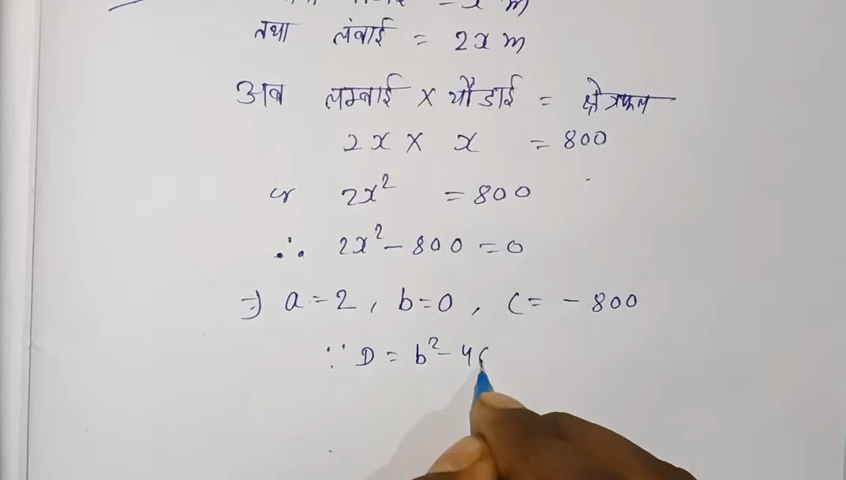 = x m
तथा लंबाई = 2x m
अब लम्बाई × चौडाई = क्षेत्रफल
2x × x = 800
or 2x² = 800
∴ 2x² - 800 = 0
⇒ a = 2 , b = 0 , c = - 800
∵ D = b² - 4